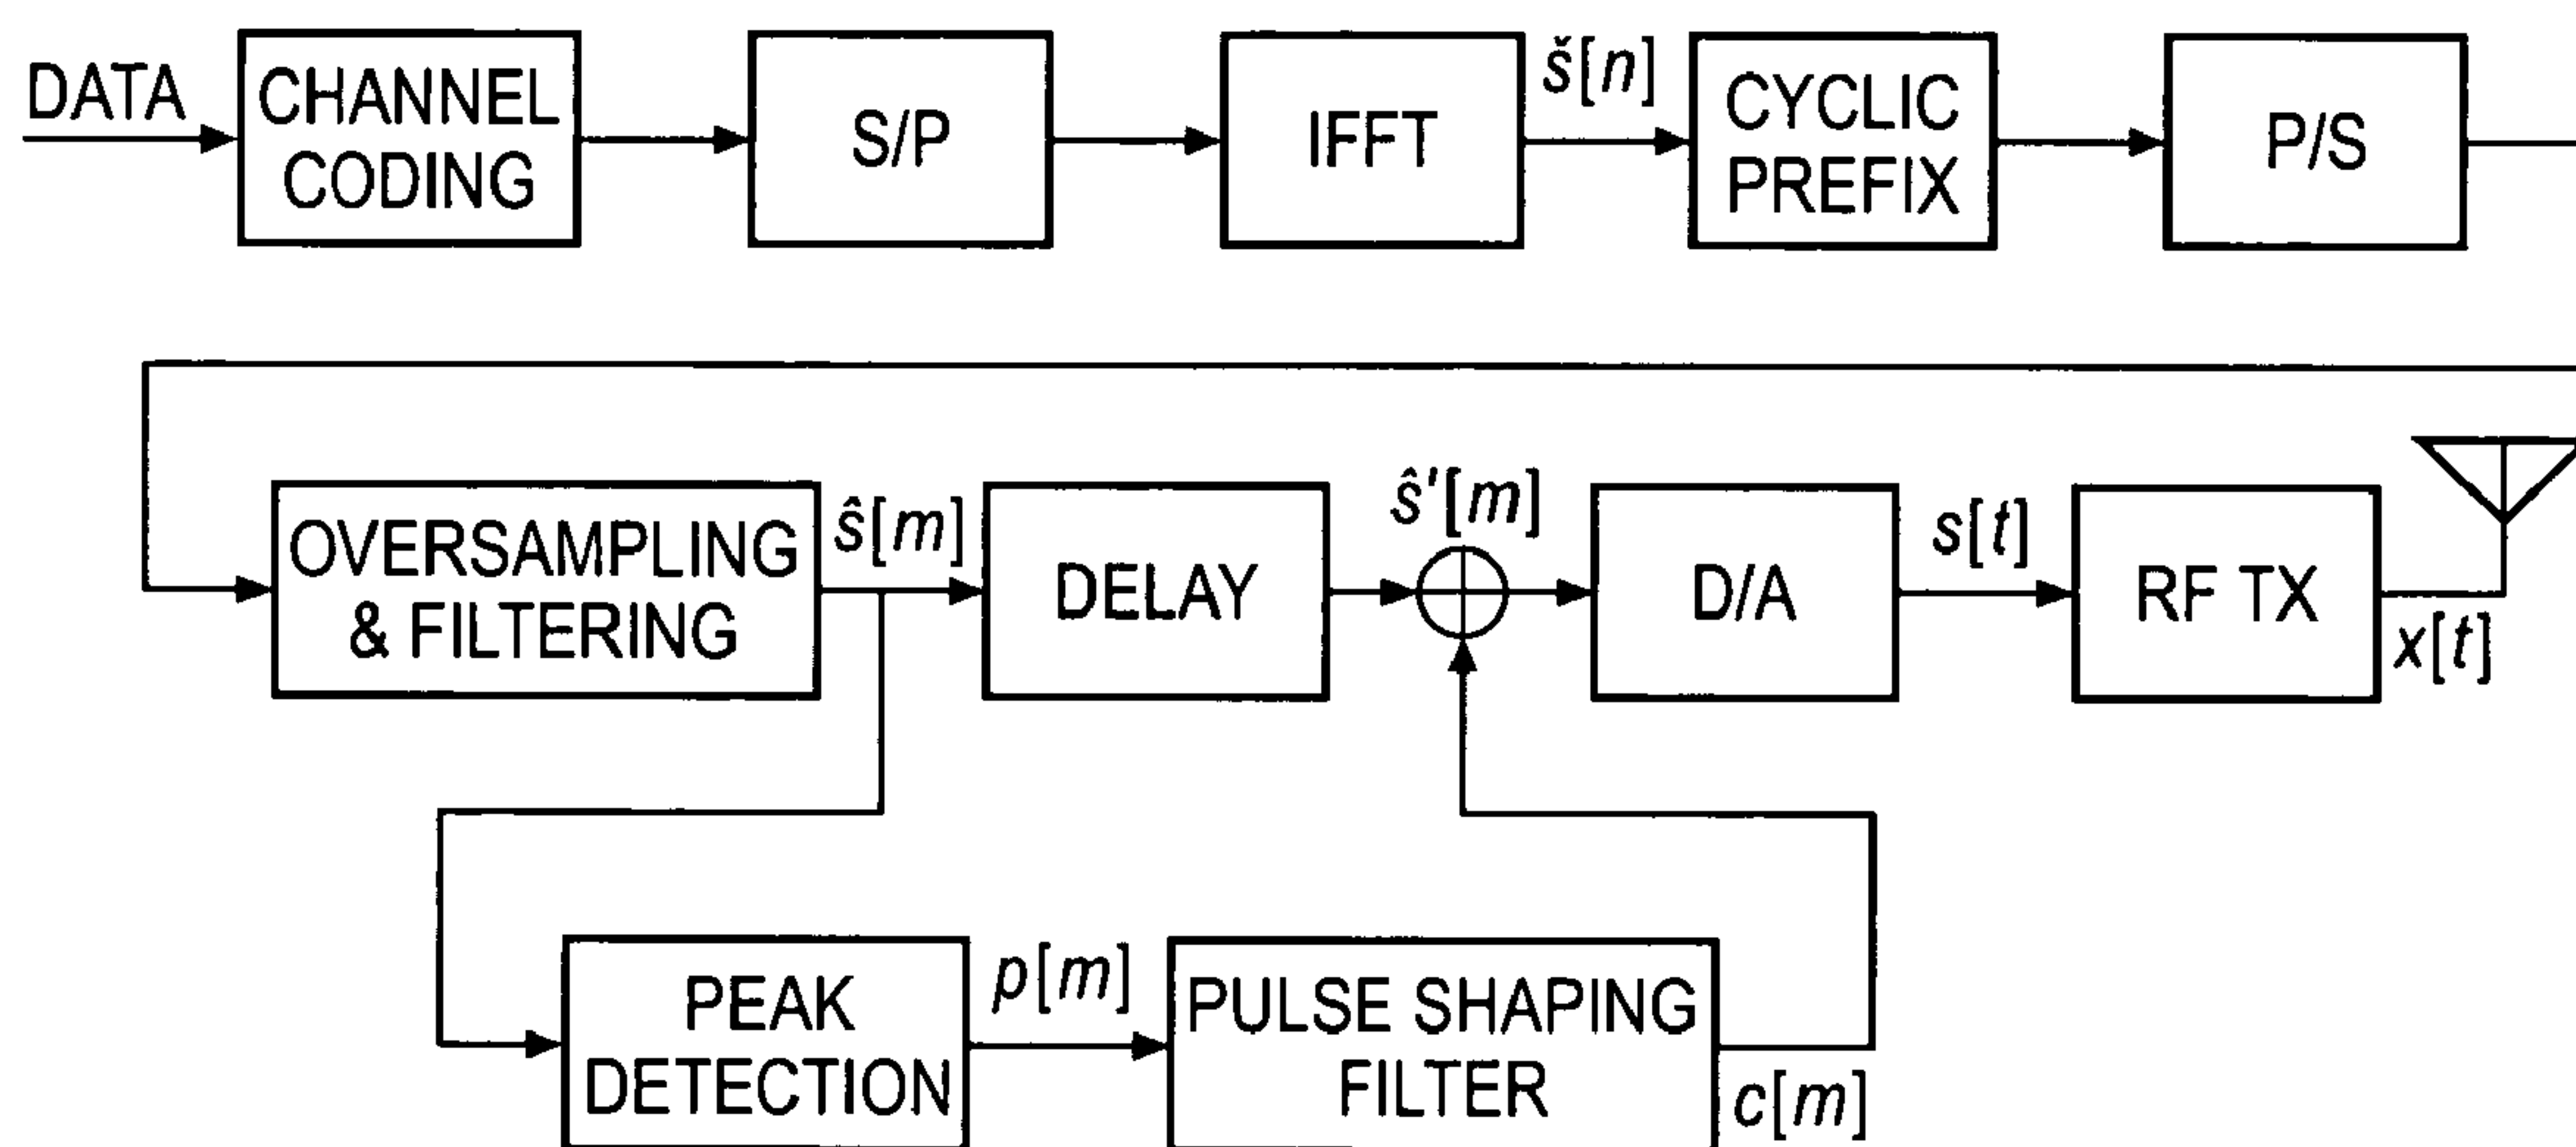 DATA
CHANNEL
CODING
S/P
IFFT
š[n]
CYCLIC
PREFIX
P/S
OVERSAMPLING
& FILTERING
ŝ[m]
DELAY
ŝ'[m]
D/A
s[t]
RF TX
x[t]
PEAK
DETECTION
p[m]
PULSE SHAPING
FILTER
c[m]